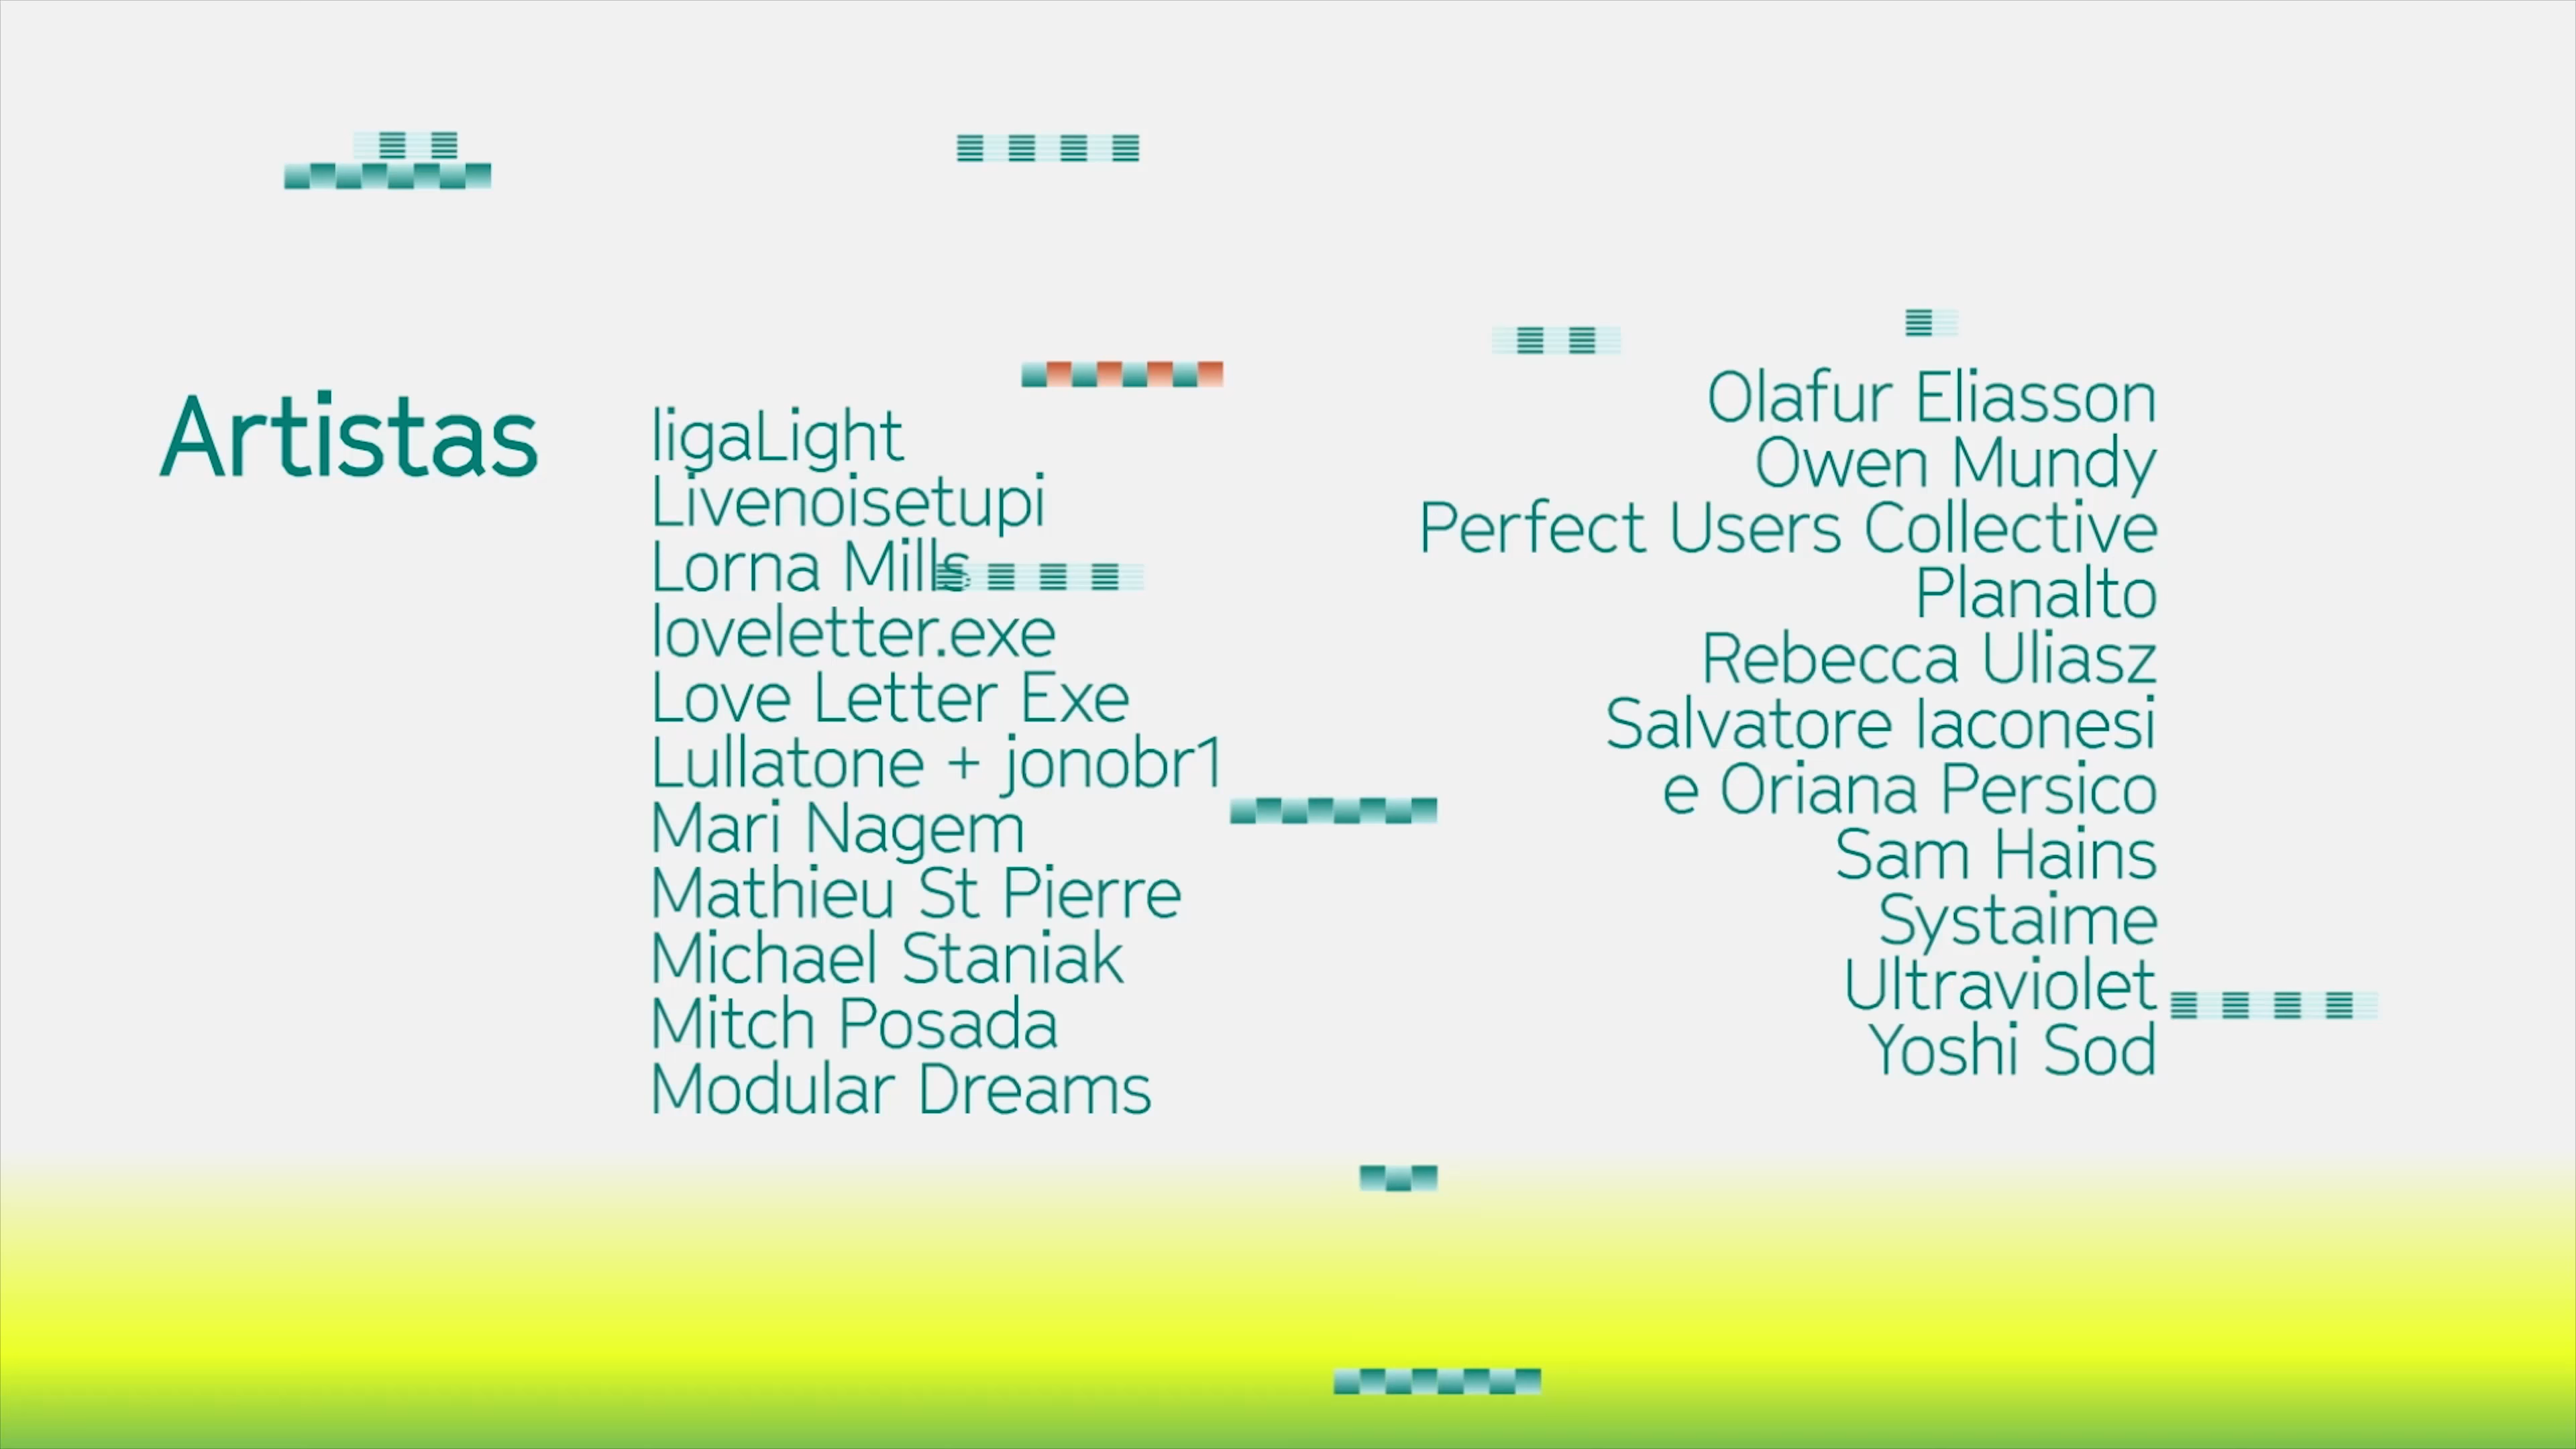 Artistas
ligaLight
Livenoisetupi
Lorna Mills
loveletter.exe
Love Letter Exe
Lullatone + jonobr1
Mari Nagem
Mathieu St Pierre
Michael Staniak
Mitch Posada
Modular Dreams
Olafur Eliasson
Owen Mundy
Perfect Users Collective
Planalto
Rebecca Uliasz
Salvatore Iaconesi
e Oriana Persico
Sam Hains
Systaime
Ultraviolet
Yoshi Sod